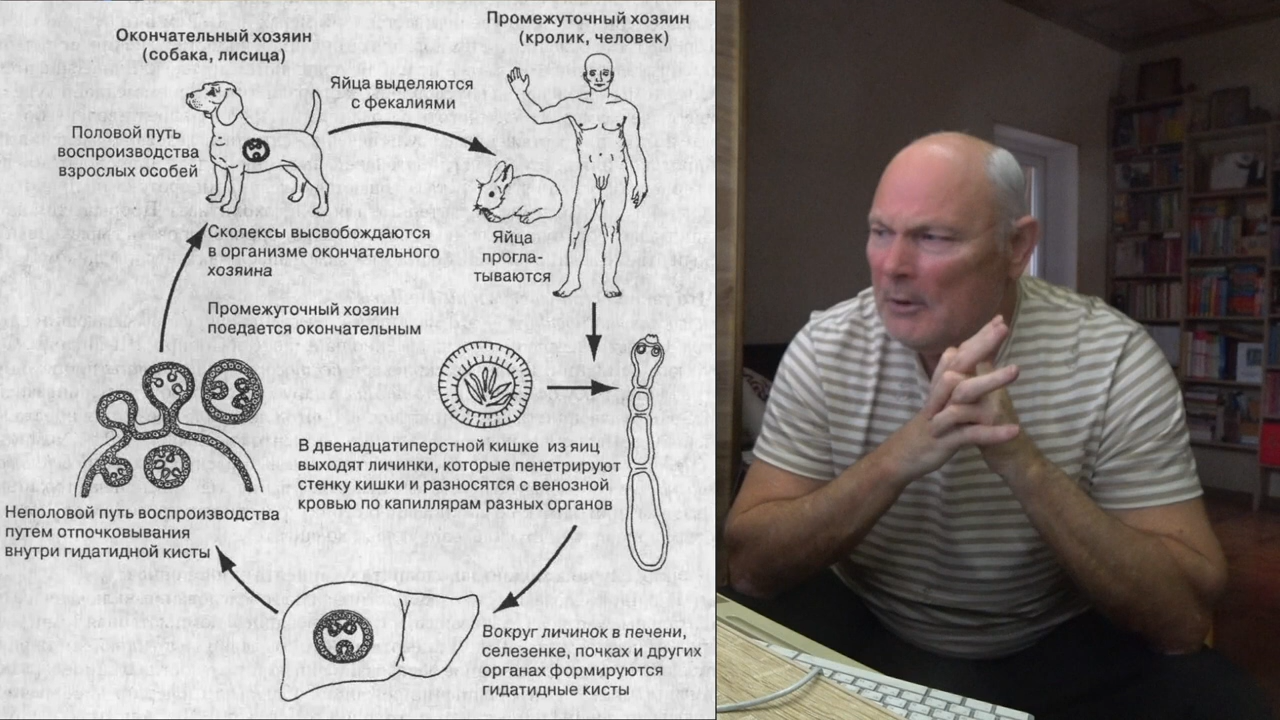 Окончательный хозяин
(собака, лисица)
Промежуточный хозяин
(кролик, человек)
Яйца выделяются
с фекалиями
Половой путь
воспроизводства
взрослых особей
Сколексы высвобождаются
в организме окончательного
хозяина
Яйца
прогла-
тываются
Промежуточный хозяин
поедается окончательным
В двенадцатиперстной кишке из яиц
выходят личинки, которые пенетрируют
стенку кишки и разносятся с венозной
кровью по капиллярам разных органов
Неполовой путь воспроизводства
путем отпочковывания
внутри гидатидной кисты
Вокруг личинок в печени,
селезенке, почках и других
органах формируются
гидатидные кисты